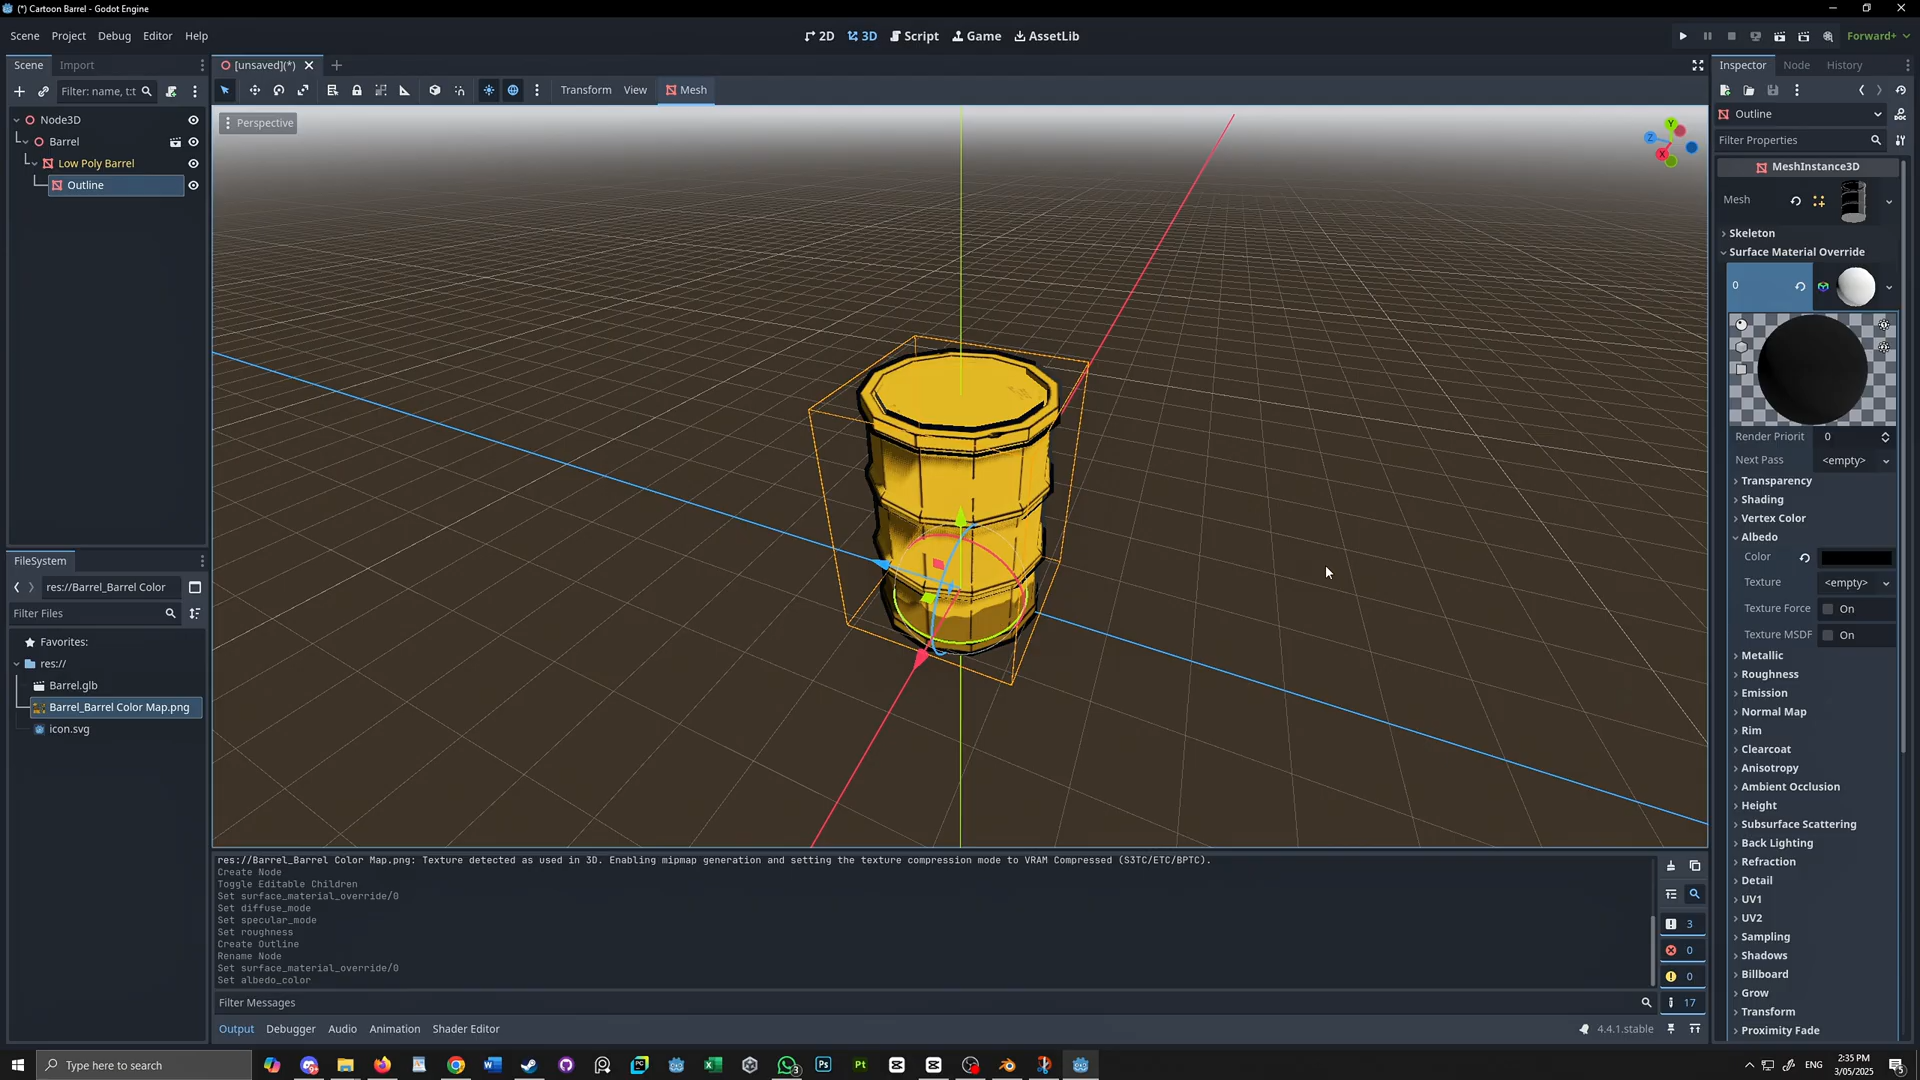 (*) Cartoon Barrel - Godot Engine
Scene Project Debug Editor Help
2D 3D Script Game AssetLib
Forward+
Scene Import
[unsaved](*)
Inspector Node History
Filter: name, t:t
Transform View Mesh
Node3D
Barrel
Low Poly Barrel
Outline
Perspective
Y
Z
X
Outline
Filter Properties
MeshInstance3D
Mesh
Skeleton
Surface Material Override
0
Render Priorit 0
Next Pass <empty>
Transparency
Shading
Vertex Color
Albedo
Color
Texture <empty>
Texture Force On
Texture MSDF On
Metallic
Roughness
Emission
Normal Map
Rim
Clearcoat
Anisotropy
Ambient Occlusion
Height
Subsurface Scattering
Back Lighting
Refraction
Detail
UV1
UV2
Sampling
Shadows
Billboard
Grow
Transform
Proximity Fade
FileSystem
res://Barrel_Barrel Color
Filter Files
Favorites:
res://
Barrel.glb
Barrel_Barrel Color Map.png
icon.svg
res://Barrel_Barrel Color Map.png: Texture detected as used in 3D. Enabling mipmap generation and setting the texture compression mode to VRAM Compressed (S3TC/ETC/BPTC).
Create Node
Toggle Editable Children
Set surface_material_override/0
Set diffuse_mode
Set specular_mode
Set roughness
Create Outline
Rename Node
Set surface_material_override/0
Set albedo_color
3
0
0
17
Filter Messages
Output Debugger Audio Animation Shader Editor
4.4.1.stable
Type here to search
ENG
2:35 PM
3/05/2025